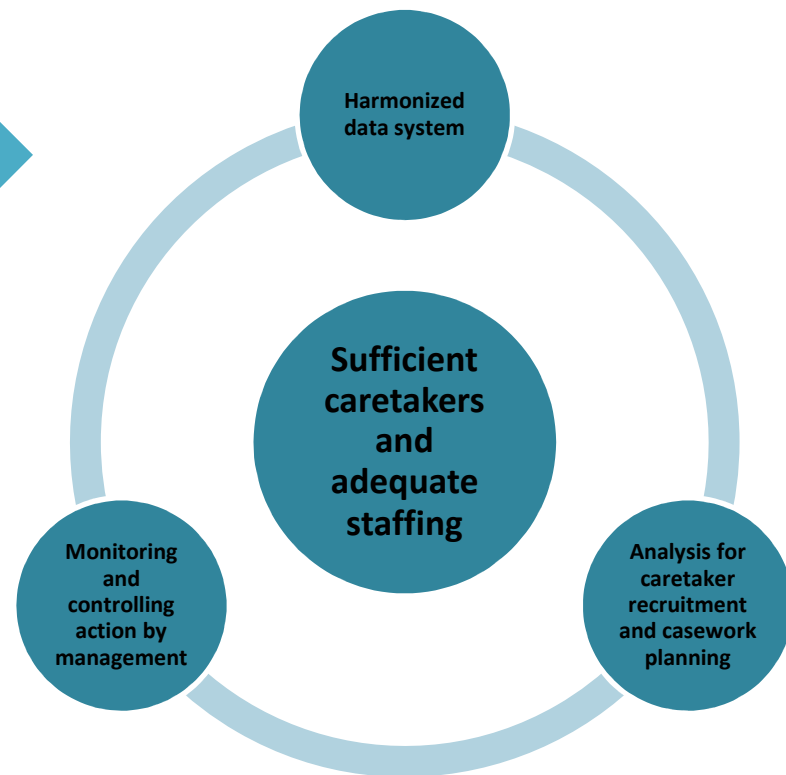 Harmonized
data system
Sufficient
caretakers
and
adequate
staffing
Monitoring
and
controlling
action by
management
Analysis for
caretaker
recruitment
and casework
planning